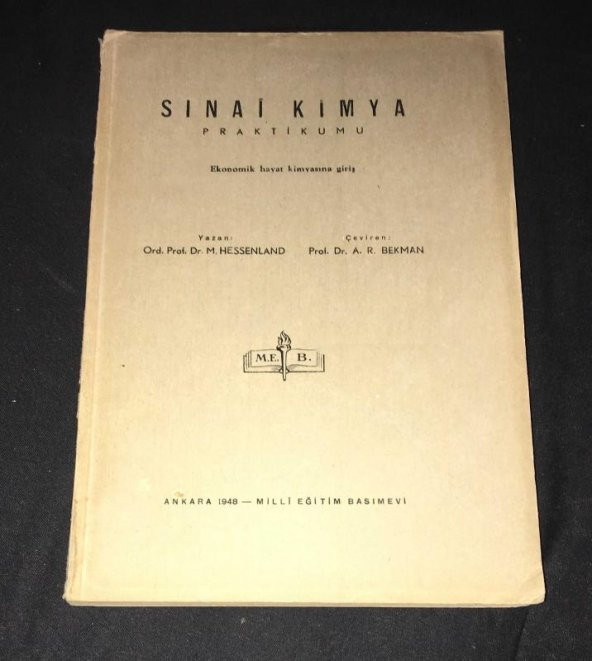 SINAÎ KİMYA
PRAKTİKUMU
Ekonomik hayat kimyasına giriş
Yazan:
Ord. Prof. Dr. M. HESSENLAND
Çeviren:
Prof. Dr. A. R. BEKMAN
M.E. B.
ANKARA 1948 — MİLLÎ EĞİTİM BASIMEVİ